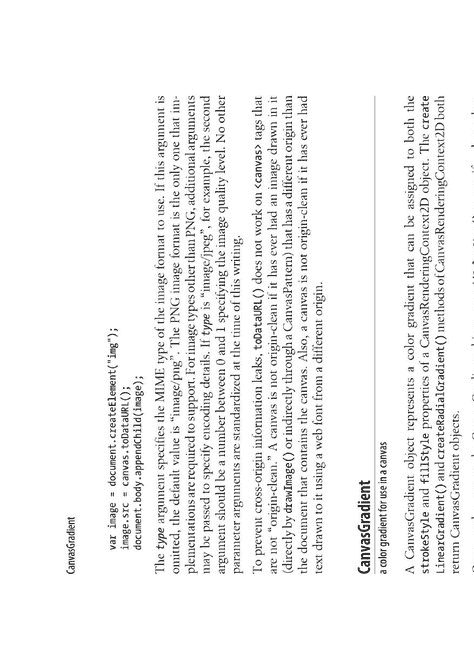 CanvasGradient
var image = document.createElement("img");
image.src = canvas.toDataURL();
document.body.appendChild(image);
The type argument specifies the MIME type of the image format to use. If this argument is
omitted, the default value is “image/png”. The PNG image format is the only one that im-
plementations are required to support. For image types other than PNG, additional arguments
may be passed to specify encoding details. If type is “image/jpeg”, for example, the second
argument should be a number between 0 and 1 specifying the image quality level. No other
parameter arguments are standardized at the time of this writing.
To prevent cross-origin information leaks, toDataURL() does not work on <canvas> tags that
are not “origin-clean.” A canvas is not origin-clean if it has ever had an image drawn in it
(directly by drawImage() or indirectly through a CanvasPattern) that has a different origin than
the document that contains the canvas. Also, a canvas is not origin-clean if it has ever had
text drawn to it using a web font from a different origin.
CanvasGradient
a color gradient for use in a canvas
A CanvasGradient object represents a color gradient that can be assigned to both the
strokeStyle and fillStyle properties of a CanvasRenderingContext2D object. The create
LinearGradient() and createRadialGradient() methods of CanvasRenderingContext2D both
return CanvasGradient objects.